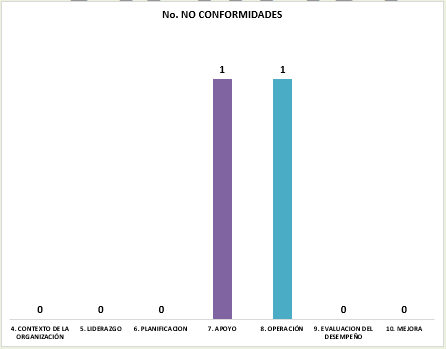 No. NO CONFORMIDADES
1 1
0 0 0 0 0
4. CONTEXTO DE LA ORGANIZACIÓN
5. LIDERAZGO
6. PLANIFICACION
7. APOYO
8. OPERACIÓN
9. EVALUACION DEL DESEMPEÑO
10. MEJORA